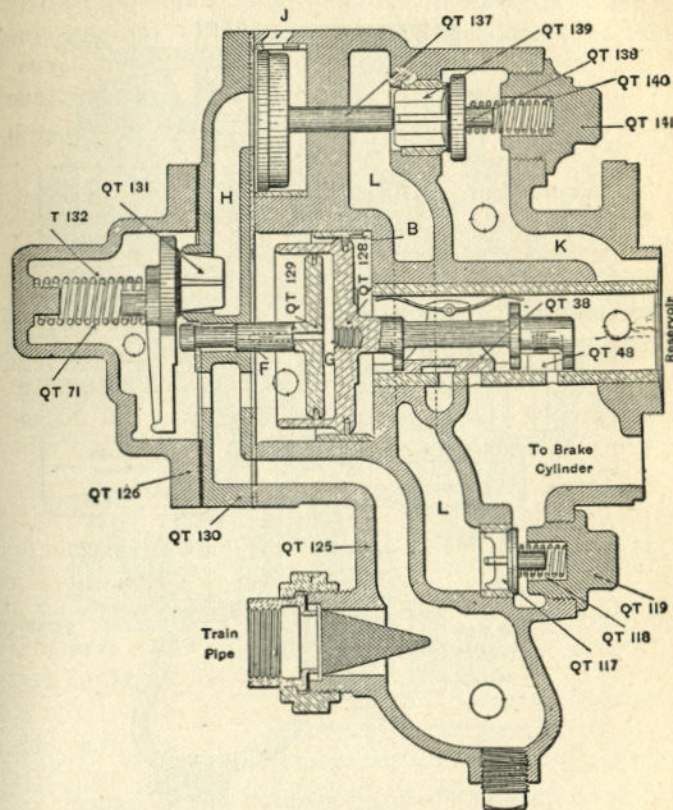 J
QT 137
QT 139
QT 138
QT 140
QT 141
QT 131
T 132
H
L
B
K
QT 129
QT 128
QT 38
G
F
QT 48
Reservoir
QT 71
To Brake
Cylinder
QT 126
QT 130
L
QT 125
QT 119
QT 118
Train
Pipe
QT 117